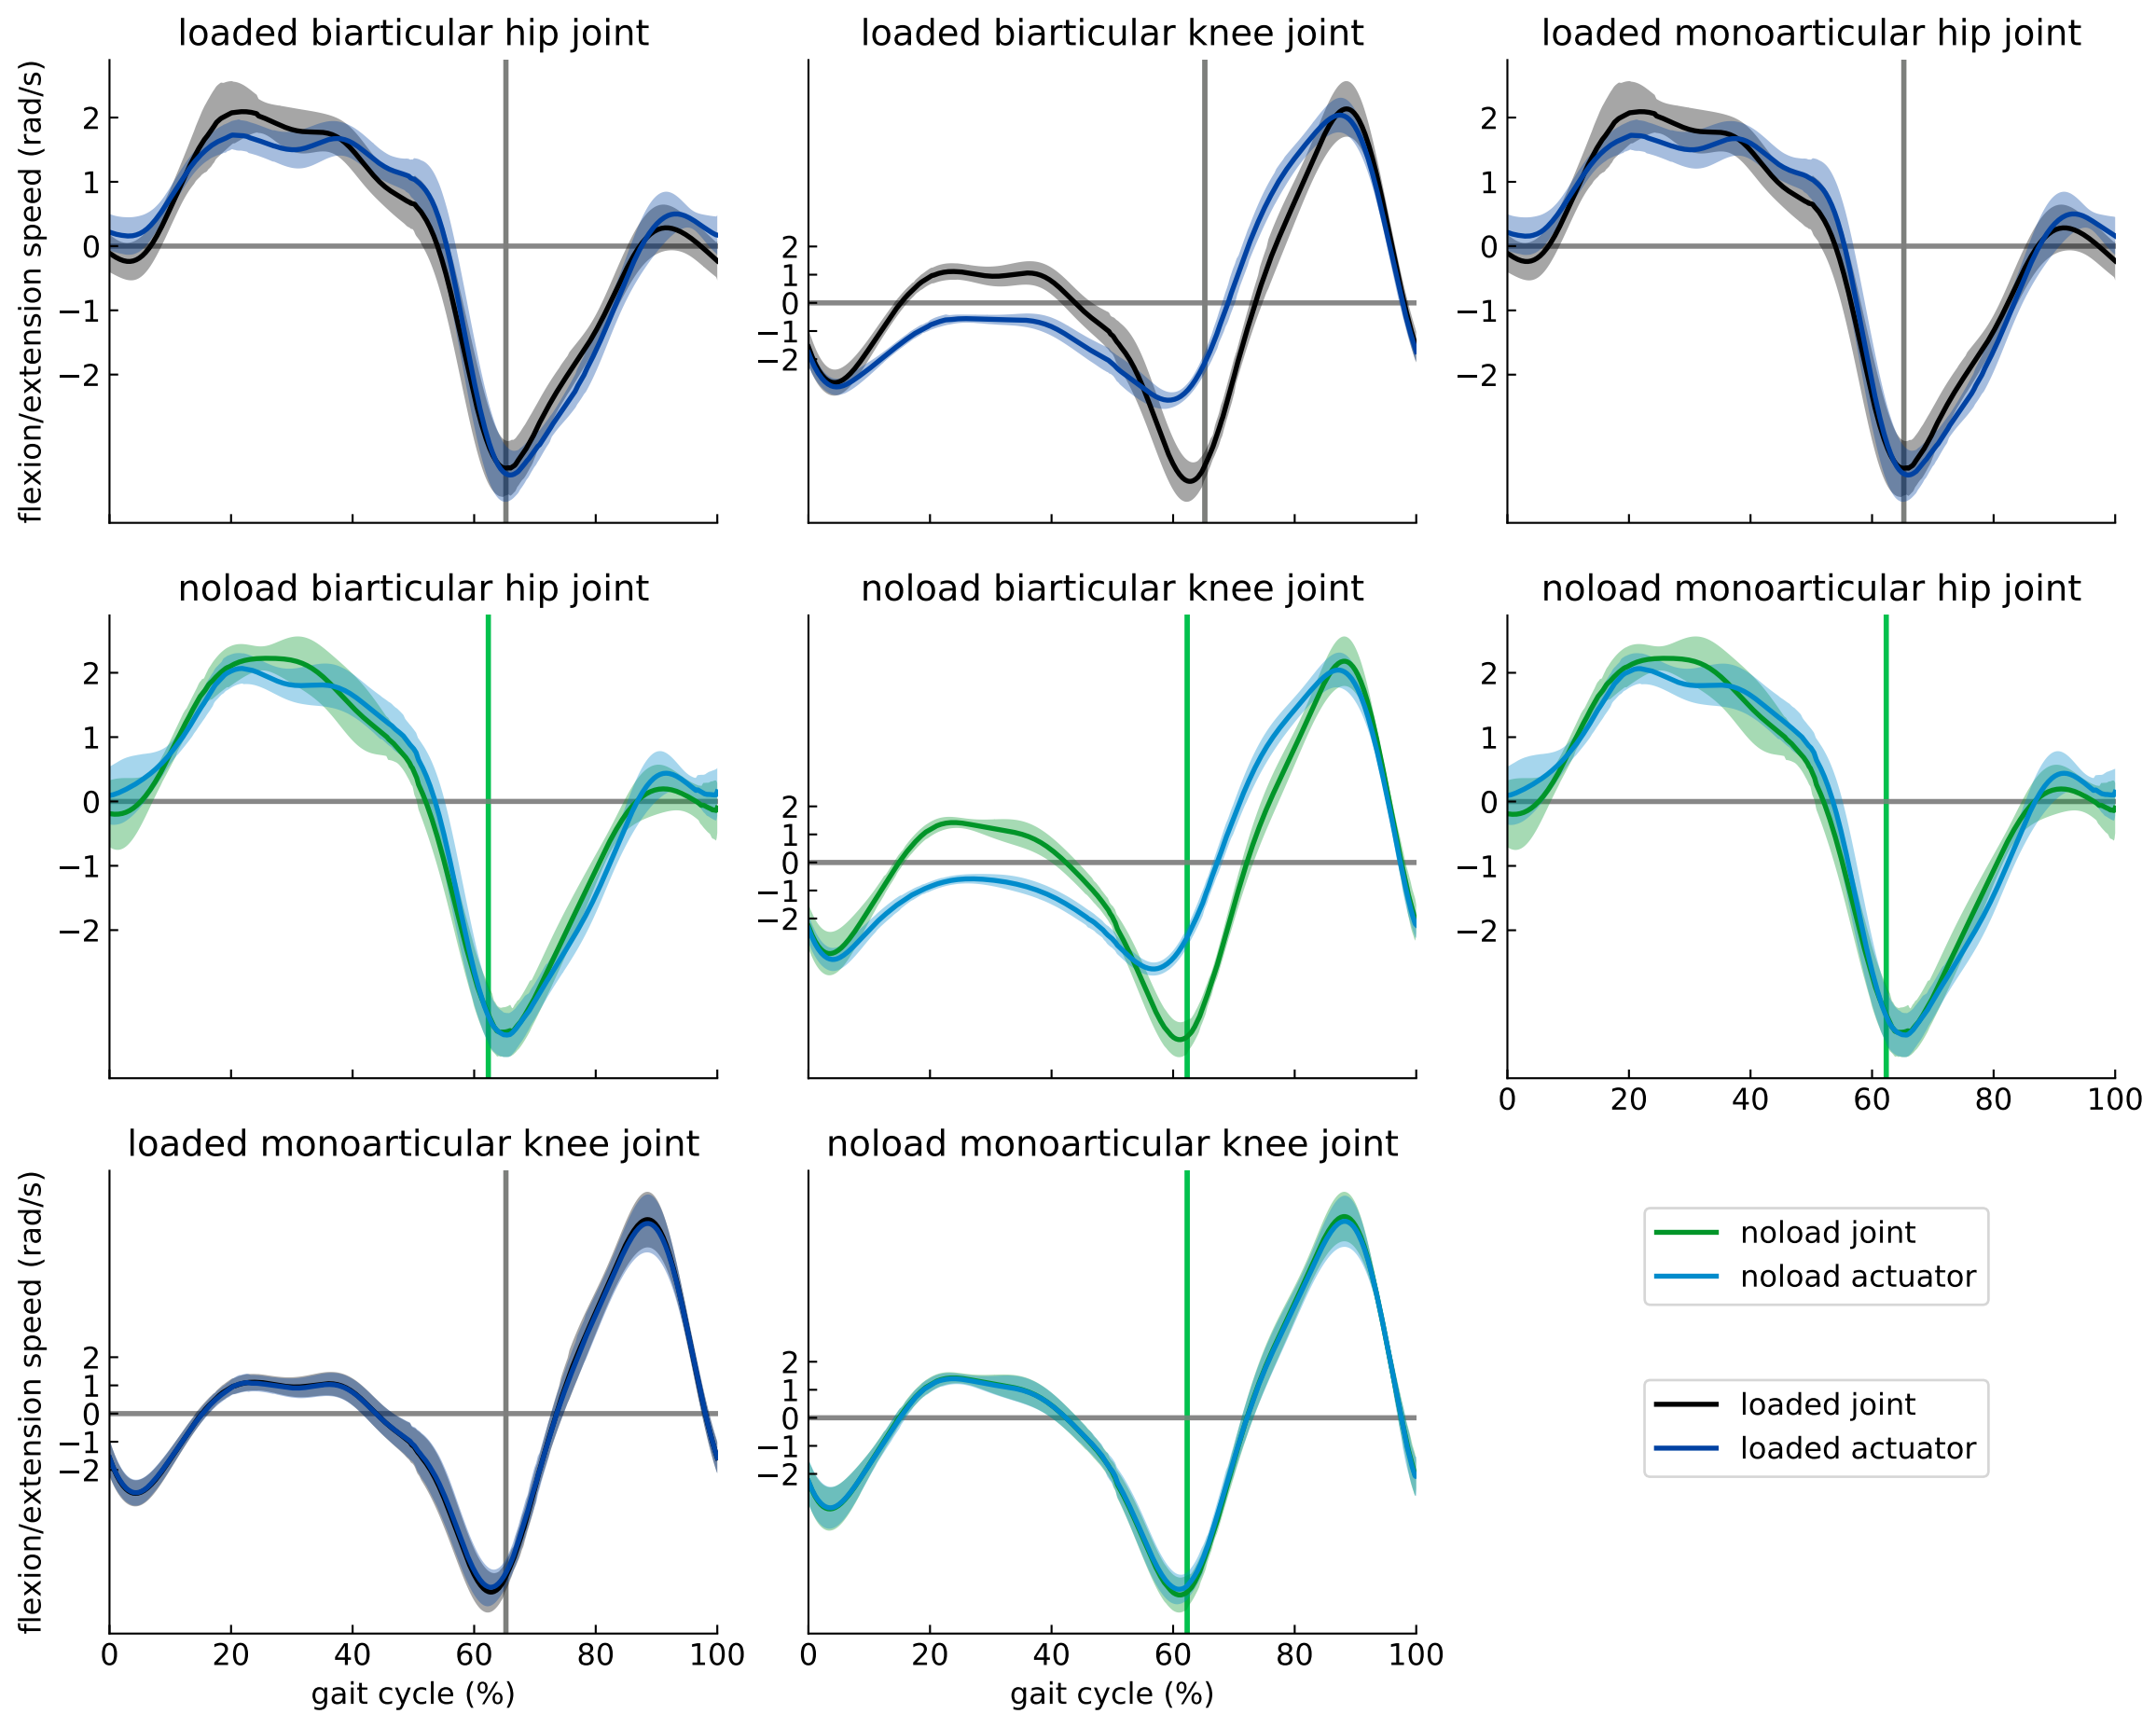 loaded biarticular hip joint
loaded biarticular knee joint
loaded monoarticular hip joint
flexion/extension speed (rad/s)
2
1
0
−1
−2
2
1
0
−1
−2
2
1
0
−1
−2
noload biarticular hip joint
noload biarticular knee joint
noload monoarticular hip joint
2
1
0
−1
−2
2
1
0
−1
−2
2
1
0
−1
−2
0 20 40 60 80 100
loaded monoarticular knee joint
noload monoarticular knee joint
flexion/extension speed (rad/s)
2
1
0
−1
−2
0 20 40 60 80 100
gait cycle (%)
2
1
0
−1
−2
0 20 40 60 80 100
gait cycle (%)
noload joint
noload actuator
loaded joint
loaded actuator